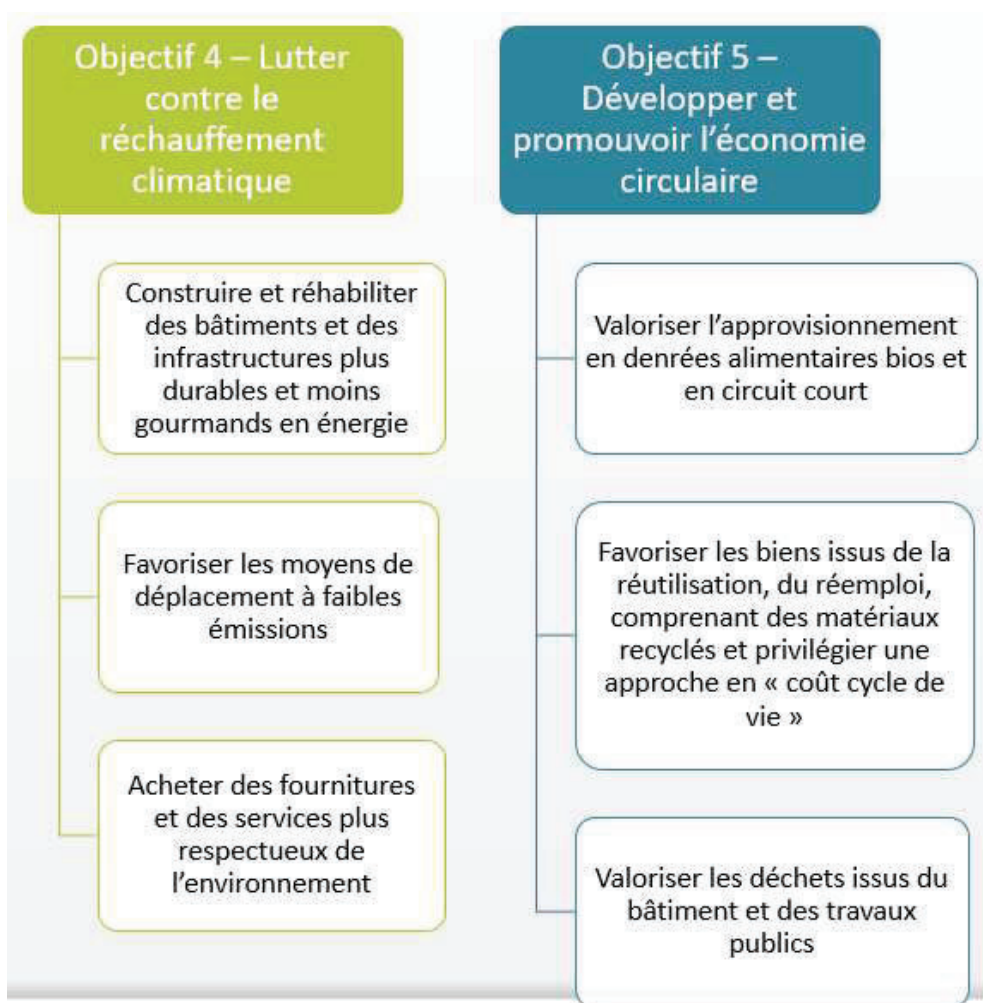 Objectif 4 – Lutter
contre le
réchauffement
climatique
Construire et réhabiliter
des bâtiments et des
infrastructures plus
durables et moins
gourmands en énergie
Favoriser les moyens de
déplacement à faibles
émissions
Acheter des fournitures
et des services plus
respectueux de
l’environnement
Objectif 5 –
Développer et
promouvoir l’économie
circulaire
Valoriser l’approvisionnement
en denrées alimentaires bios et
en circuit court
Favoriser les biens issus de la
réutilisation, du réemploi,
comprenant des matériaux
recyclés et privilégier une
approche en « coût cycle de
vie »
Valoriser les déchets issus du
bâtiment et des travaux
publics